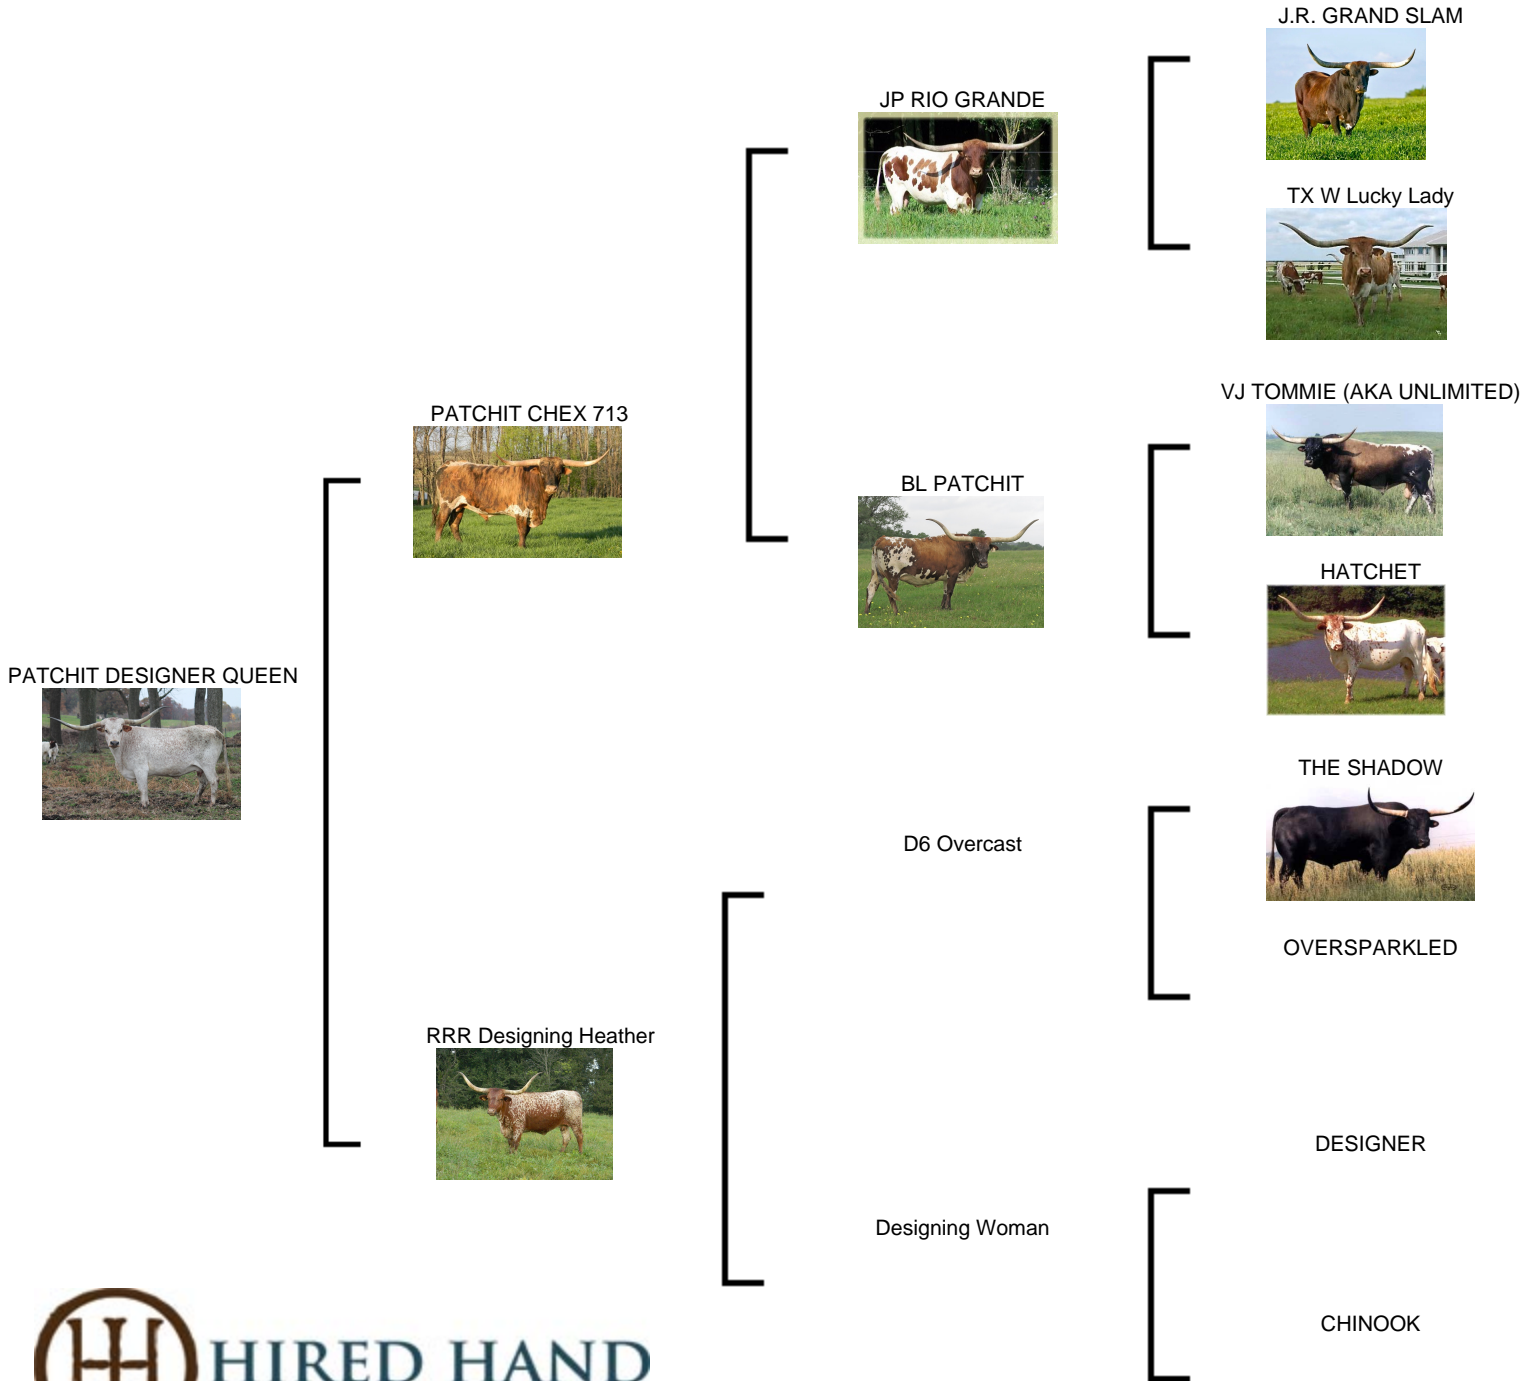 J.R. GRAND SLAM
JP RIO GRANDE
TX W Lucky Lady
PATCHIT CHEX 713
VJ TOMMIE (AKA UNLIMITED)
BL PATCHIT
HATCHET
PATCHIT DESIGNER QUEEN
THE SHADOW
D6 Overcast
OVERSPARKLED
RRR Designing Heather
DESIGNER
Designing Woman
CHINOOK
HIRED HAND